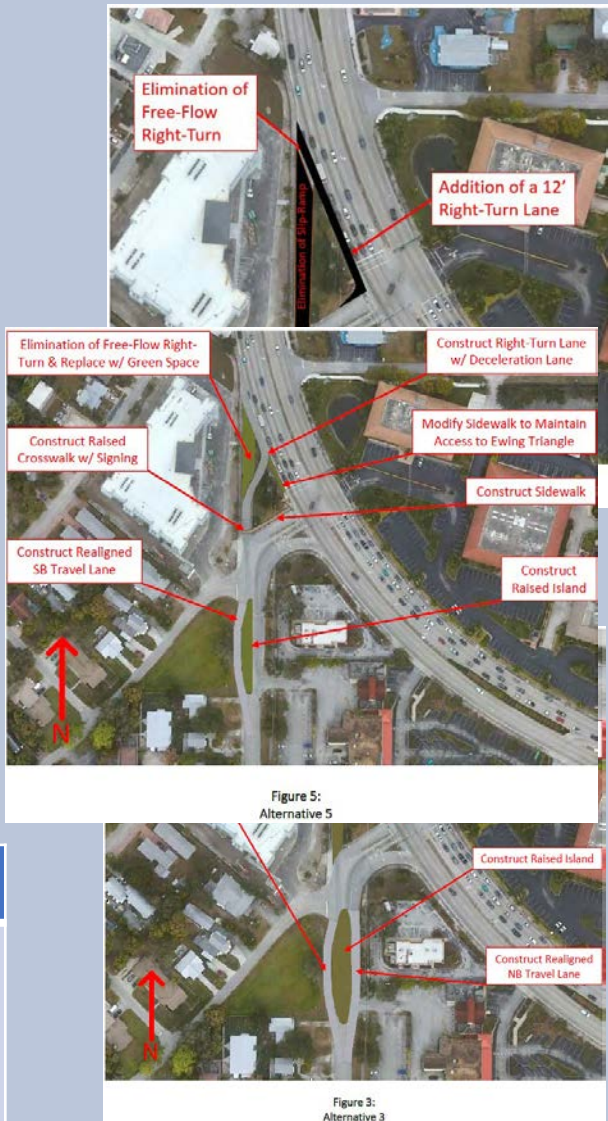 Elimination of
Free-Flow
Right-Turn
Elimination of Slip-Ramp
Addition of a 12’
Right-Turn Lane
Elimination of Free-Flow Right-
Turn & Replace w/ Green Space
Construct Right-Turn Lane
w/ Deceleration Lane
Modify Sidewalk to Maintain
Access to Ewing Triangle
Construct Raised
Crosswalk w/ Signing
Construct Sidewalk
Construct Realigned
SB Travel Lane
Construct
Raised Island
N
Figure 5:
Alternative 5
Construct Raised Island
Construct Realigned
NB Travel Lane
N
Figure 3:
Alternative 3